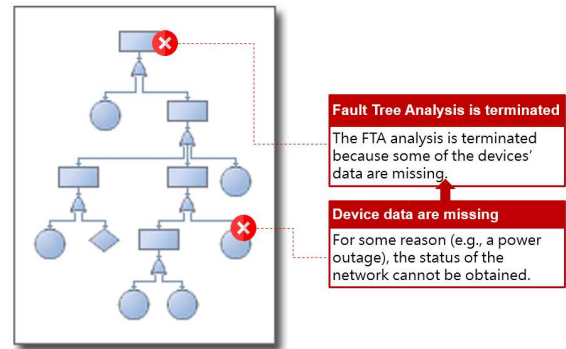 Fault Tree Analysis is terminated
The FTA analysis is terminated
because some of the devices’
data are missing.
Device data are missing
For some reason (e.g., a power
outage), the status of the
network cannot be obtained.